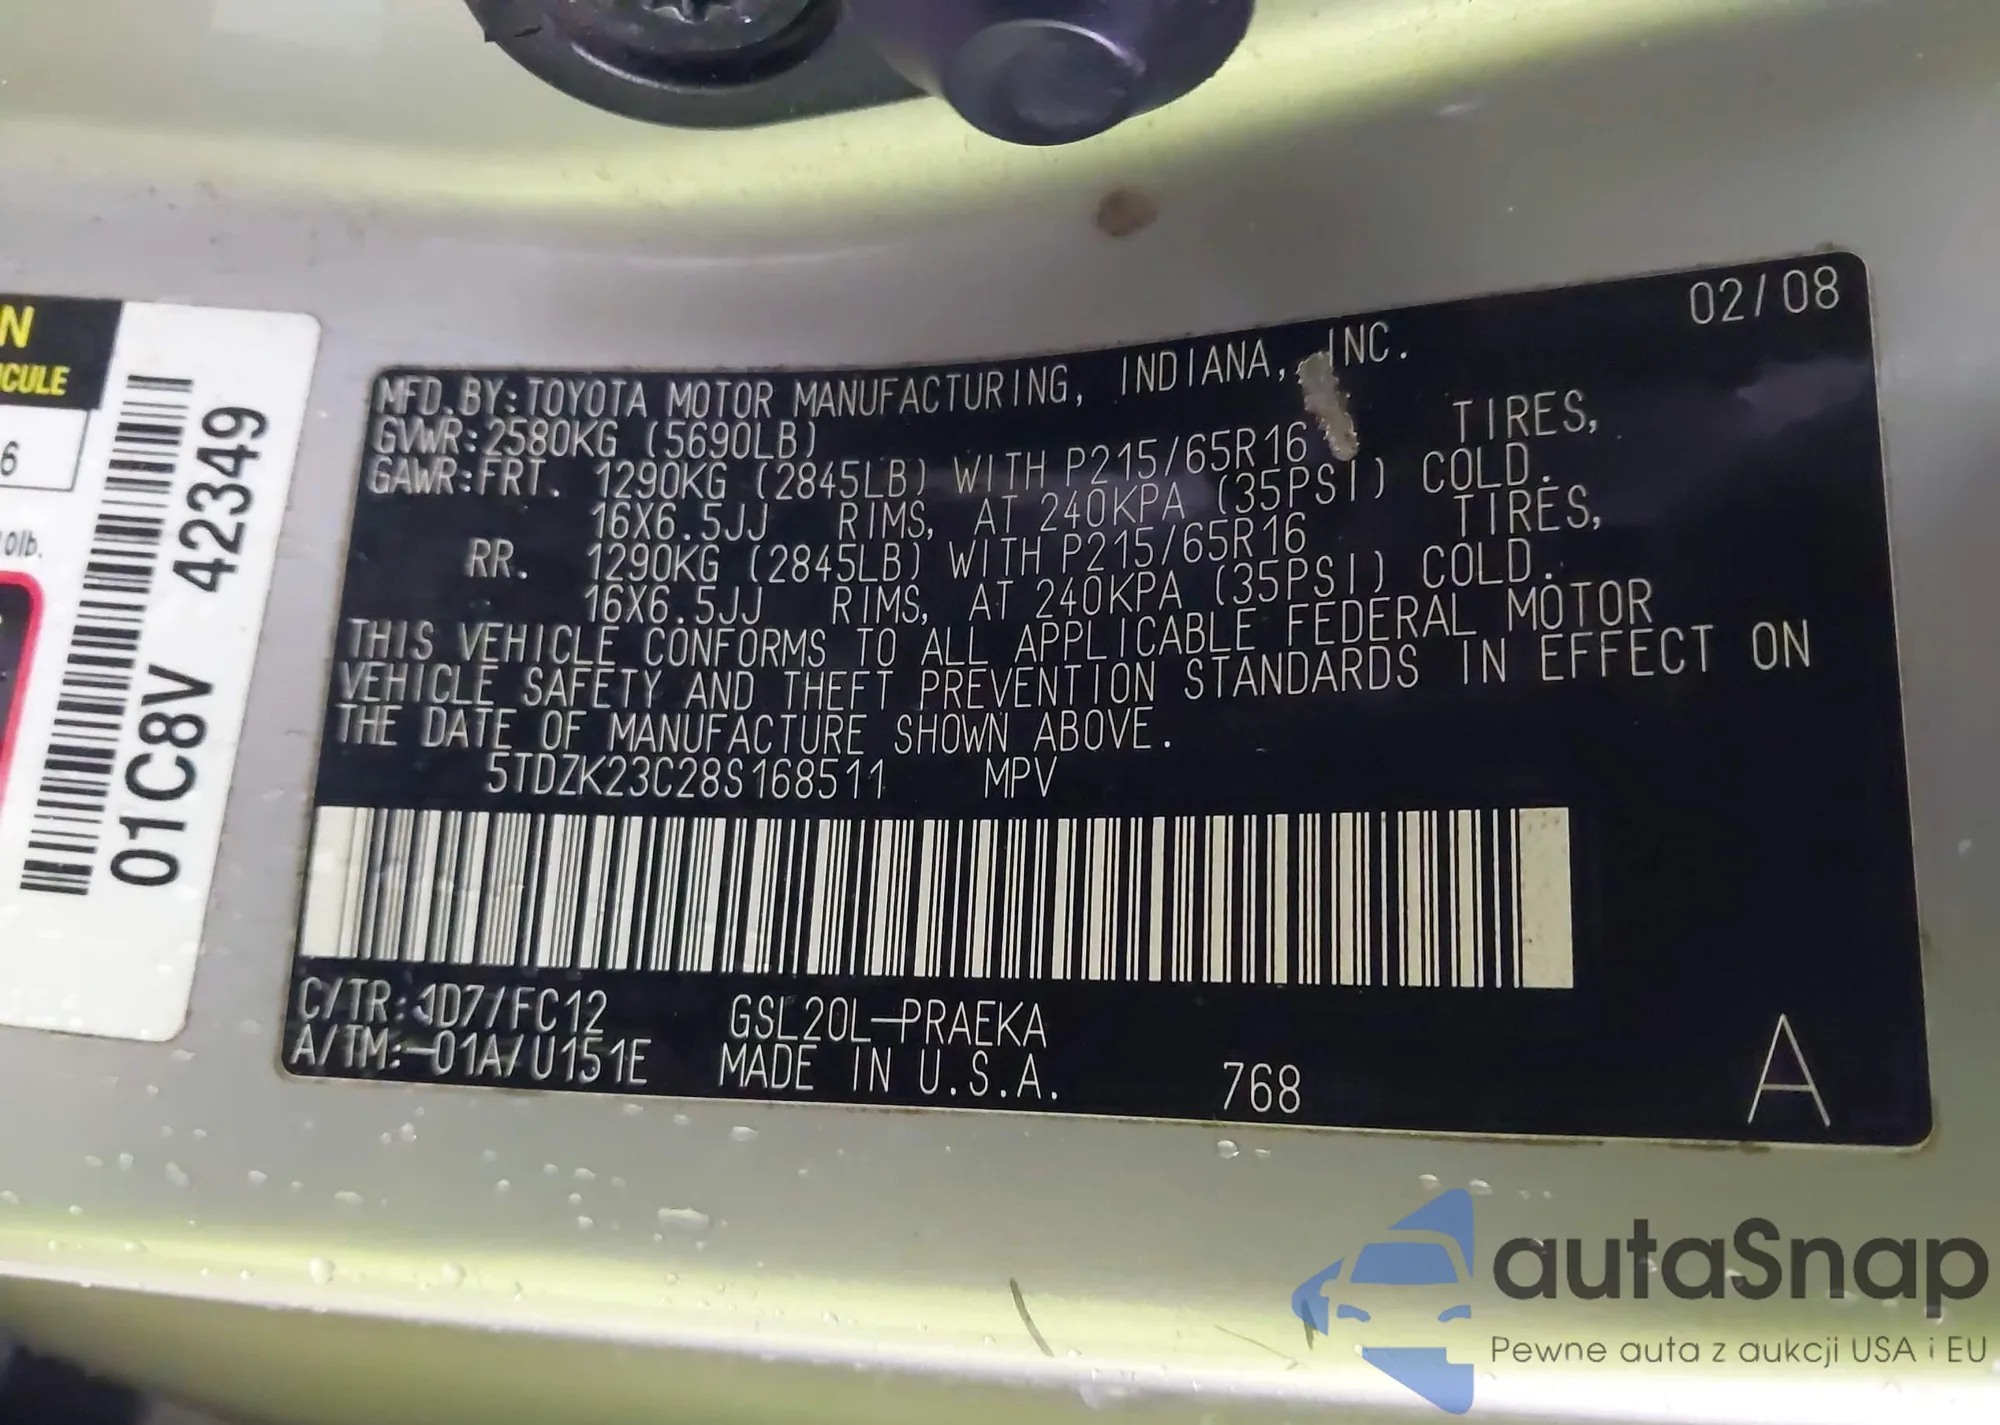 N
CULE
6
0lb.
01C8V 42349
02/08
MFD.BY:TOYOTA MOTOR MANUFACTURING, INDIANA, INC.
GVWR:2580KG (5690LB)
GAWR:FRT. 1290KG (2845LB) WITH P215/65R16 TIRES,
16X6.5JJ RIMS, AT 240KPA (35PSI) COLD.
RR. 1290KG (2845LB) WITH P215/65R16 TIRES,
16X6.5JJ RIMS, AT 240KPA (35PSI) COLD.
THIS VEHICLE CONFORMS TO ALL APPLICABLE FEDERAL MOTOR
VEHICLE SAFETY AND THEFT PREVENTION STANDARDS IN EFFECT ON
THE DATE OF MANUFACTURE SHOWN ABOVE.
5TDZK23C28S168511 MPV
C/TR: 1D7/FC12 GSL20L-PRAEKA
A/TM:-01A/U151E MADE IN U.S.A. 768 A
autaSnap
Pewne auta z aukcji USA i EU